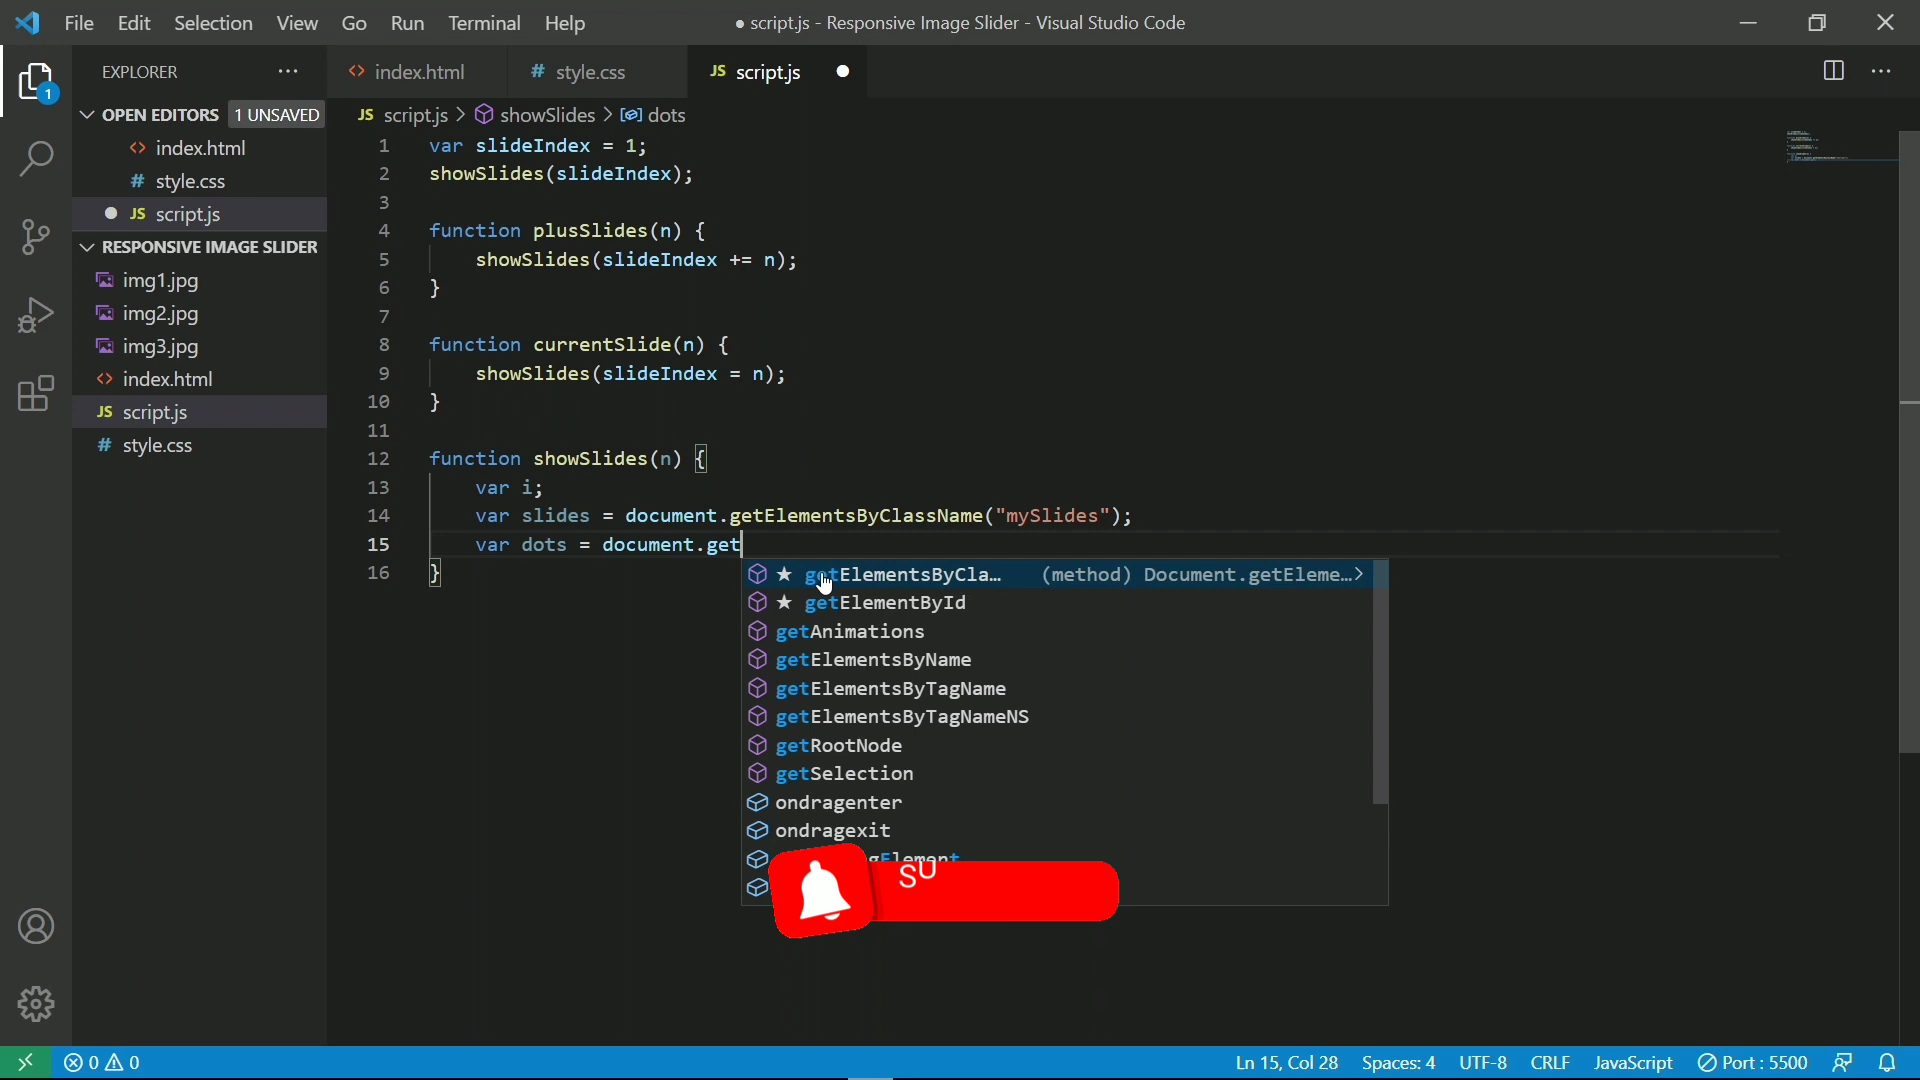 File Edit Selection View Go Run Terminal Help
● script.js - Responsive Image Slider - Visual Studio Code
EXPLORER ...
<> index.html
# style.css
JS script.js
OPEN EDITORS 1 UNSAVED
1
<> index.html
# style.css
JS script.js
RESPONSIVE IMAGE SLIDER
img1.jpg
img2.jpg
img3.jpg
<> index.html
JS script.js
# style.css
JS script.js > showSlides > dots
1 var slideIndex = 1;
2 showSlides(slideIndex);
3
4 function plusSlides(n) {
5 showSlides(slideIndex += n);
6 }
7
8 function currentSlide(n) {
9 showSlides(slideIndex = n);
10 }
11
12 function showSlides(n) {
13 var i;
14 var slides = document.getElementsByClassName("mySlides");
15 var dots = document.get
16 }
getElementsByCla... (method) Document.getEleme...>
getElementById
getAnimations
getElementsByName
getElementsByTagName
getElementsByTagNameNS
getRootNode
getSelection
ondragenter
ondragexit
SU
0 0
Ln 15, Col 28 Spaces: 4 UTF-8 CRLF JavaScript Port : 5500